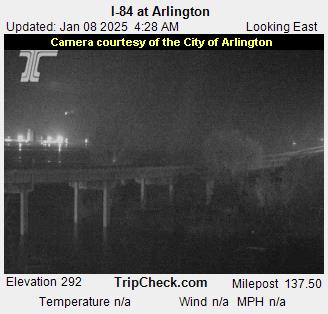 I-84 at Arlington
Updated: Jan 08 2025 4:28 AM Looking East
Camera courtesy of the City of Arlington
Elevation 292 TripCheck.com Milepost 137.50
Temperature n/a Wind n/a MPH n/a